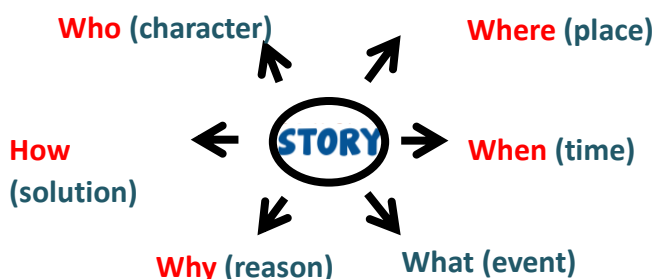 Who (character)
Where (place)
STORY
How
(solution)
When (time)
Why (reason)
What (event)